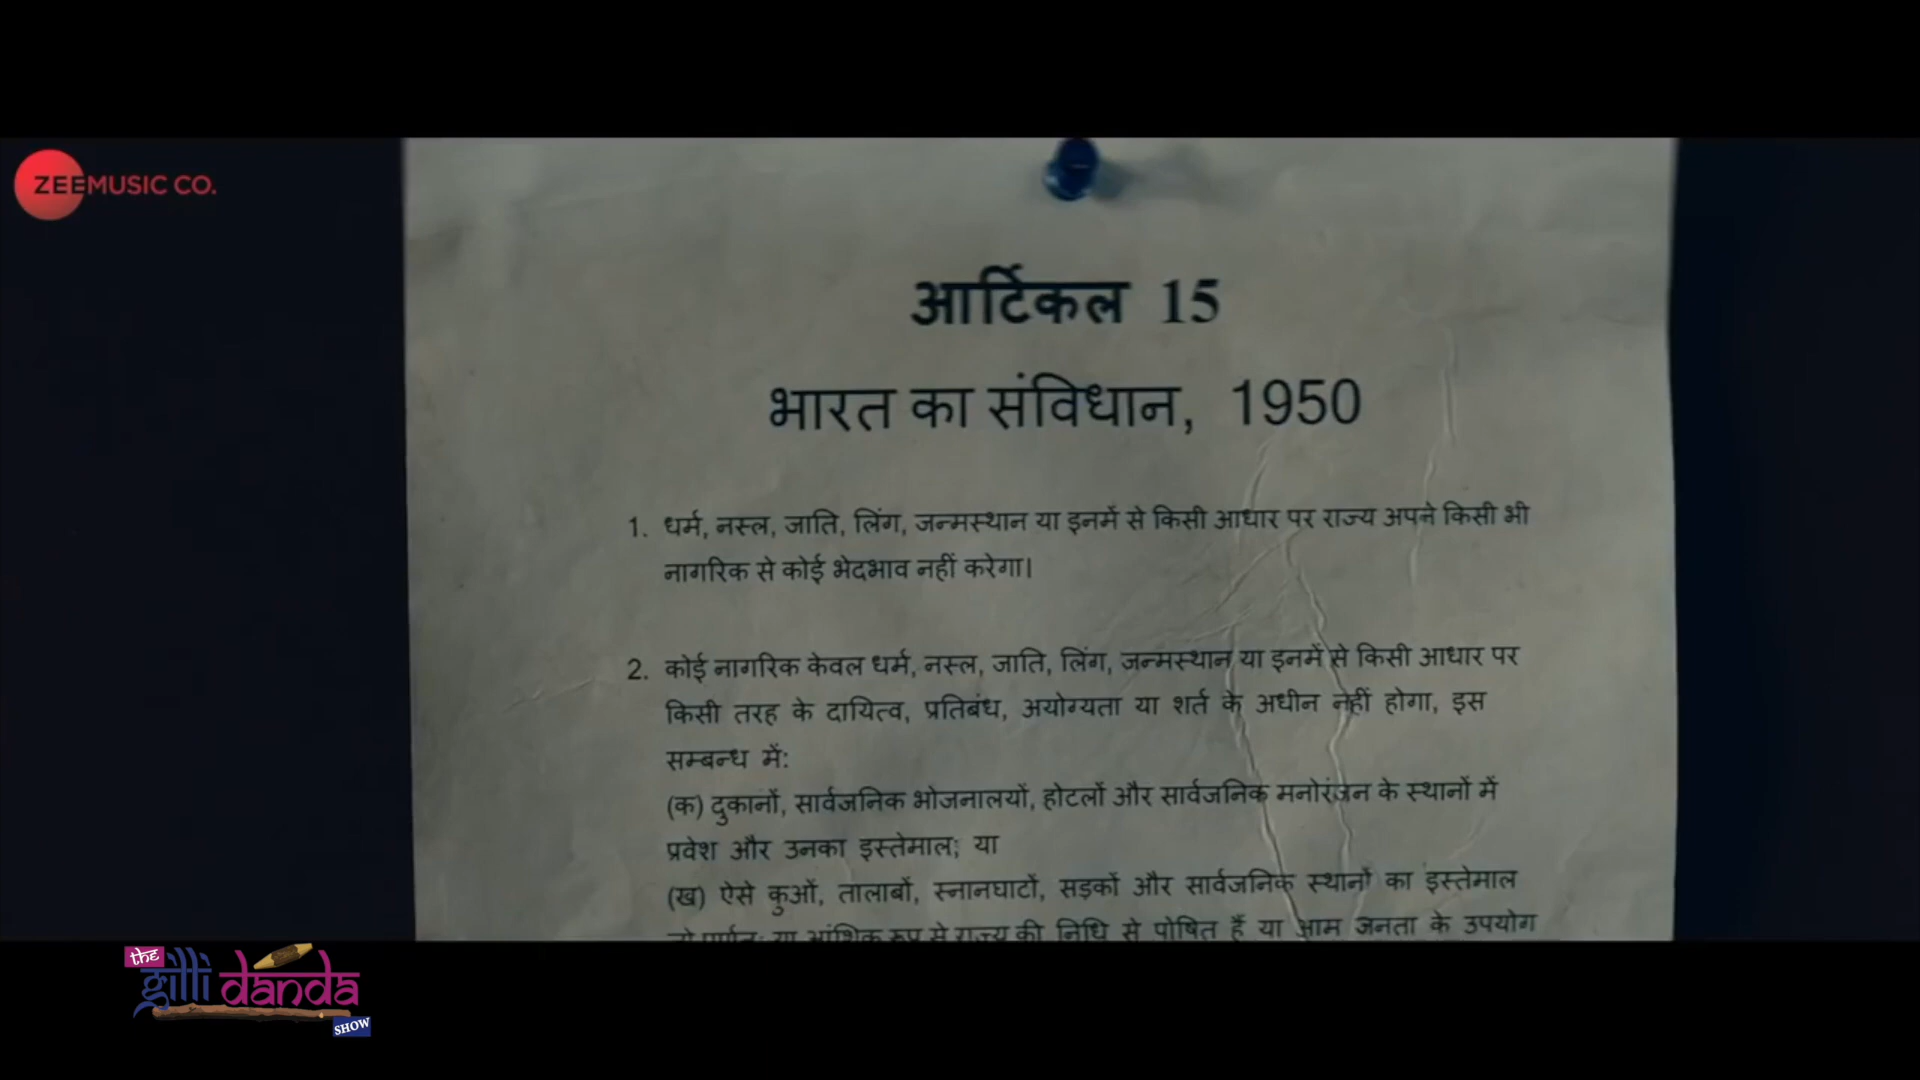 ZEEMUSIC CO.
आर्टिकल 15
भारत का संविधान, 1950
1. धर्म, नस्ल, जाति, लिंग, जन्मस्थान या इनमें से किसी आधार पर राज्य अपने किसी भी
नागरिक से कोई भेदभाव नहीं करेगा।
2. कोई नागरिक केवल धर्म, नस्ल, जाति, लिंग, जन्मस्थान या इनमें से किसी आधार पर
किसी तरह के दायित्व, प्रतिबंध, अयोग्यता या शर्त के अधीन नहीं होगा, इस
सम्बन्ध में:
(क) दुकानों, सार्वजनिक भोजनालयों, होटलों और सार्वजनिक मनोरंजन के स्थानों में
प्रवेश और उनका इस्तेमाल; या
(ख) ऐसे कुओं, तालाबों, स्नानघाटों, सड़कों और सार्वजनिक स्थानों का इस्तेमाल
या आंशिक रूप से राज्य की निधि से पोषित हैं या आम जनता के उपयोग
the
gilli danda
SHOW